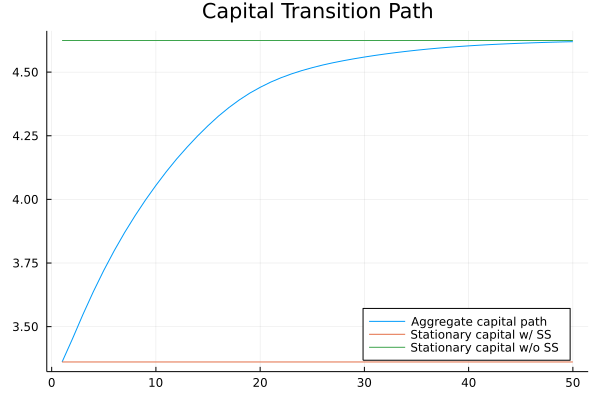 Capital Transition Path
4.50
4.25
4.00
3.75
3.50
Aggregate capital path
Stationary capital w/ SS
Stationary capital w/o SS
0 10 20 30 40 50